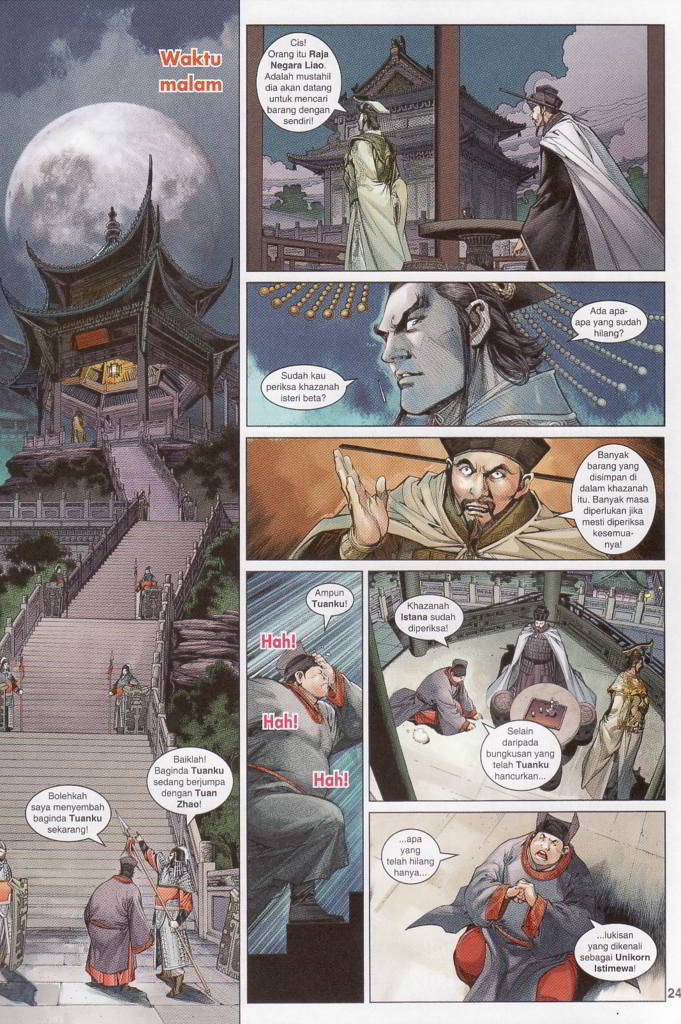 Waktu
malam
Bolehkah
saya menyembah
baginda Tuanku
sekarang!
Baiklah!
Baginda Tuanku
sedang berjumpa
dengan Tuan
Zhao!
Cis!
Orang itu Raja
Negara Liao.
Adalah mustahil
dia akan datang
untuk mencari
barang dengan
sendiri!
Ada apa-
apa yang sudah
hilang?
Sudah kau
periksa khazanah
isteri beta?
Banyak
barang yang
disimpan di
dalam khazanah
itu. Banyak masa
diperlukan jika
mesti diperiksa
kesemua-
nya!
Ampun
Tuanku!
Hah!
Hah!
Hah!
Khazanah
Istana sudah
diperiksa!
Selain
daripada
bungkusan yang
telah Tuanku
hancurkan...
...apa
yang
telah hilang
hanya...
...lukisan
yang dikenali
sebagai Unikorn
Istimewa!
24